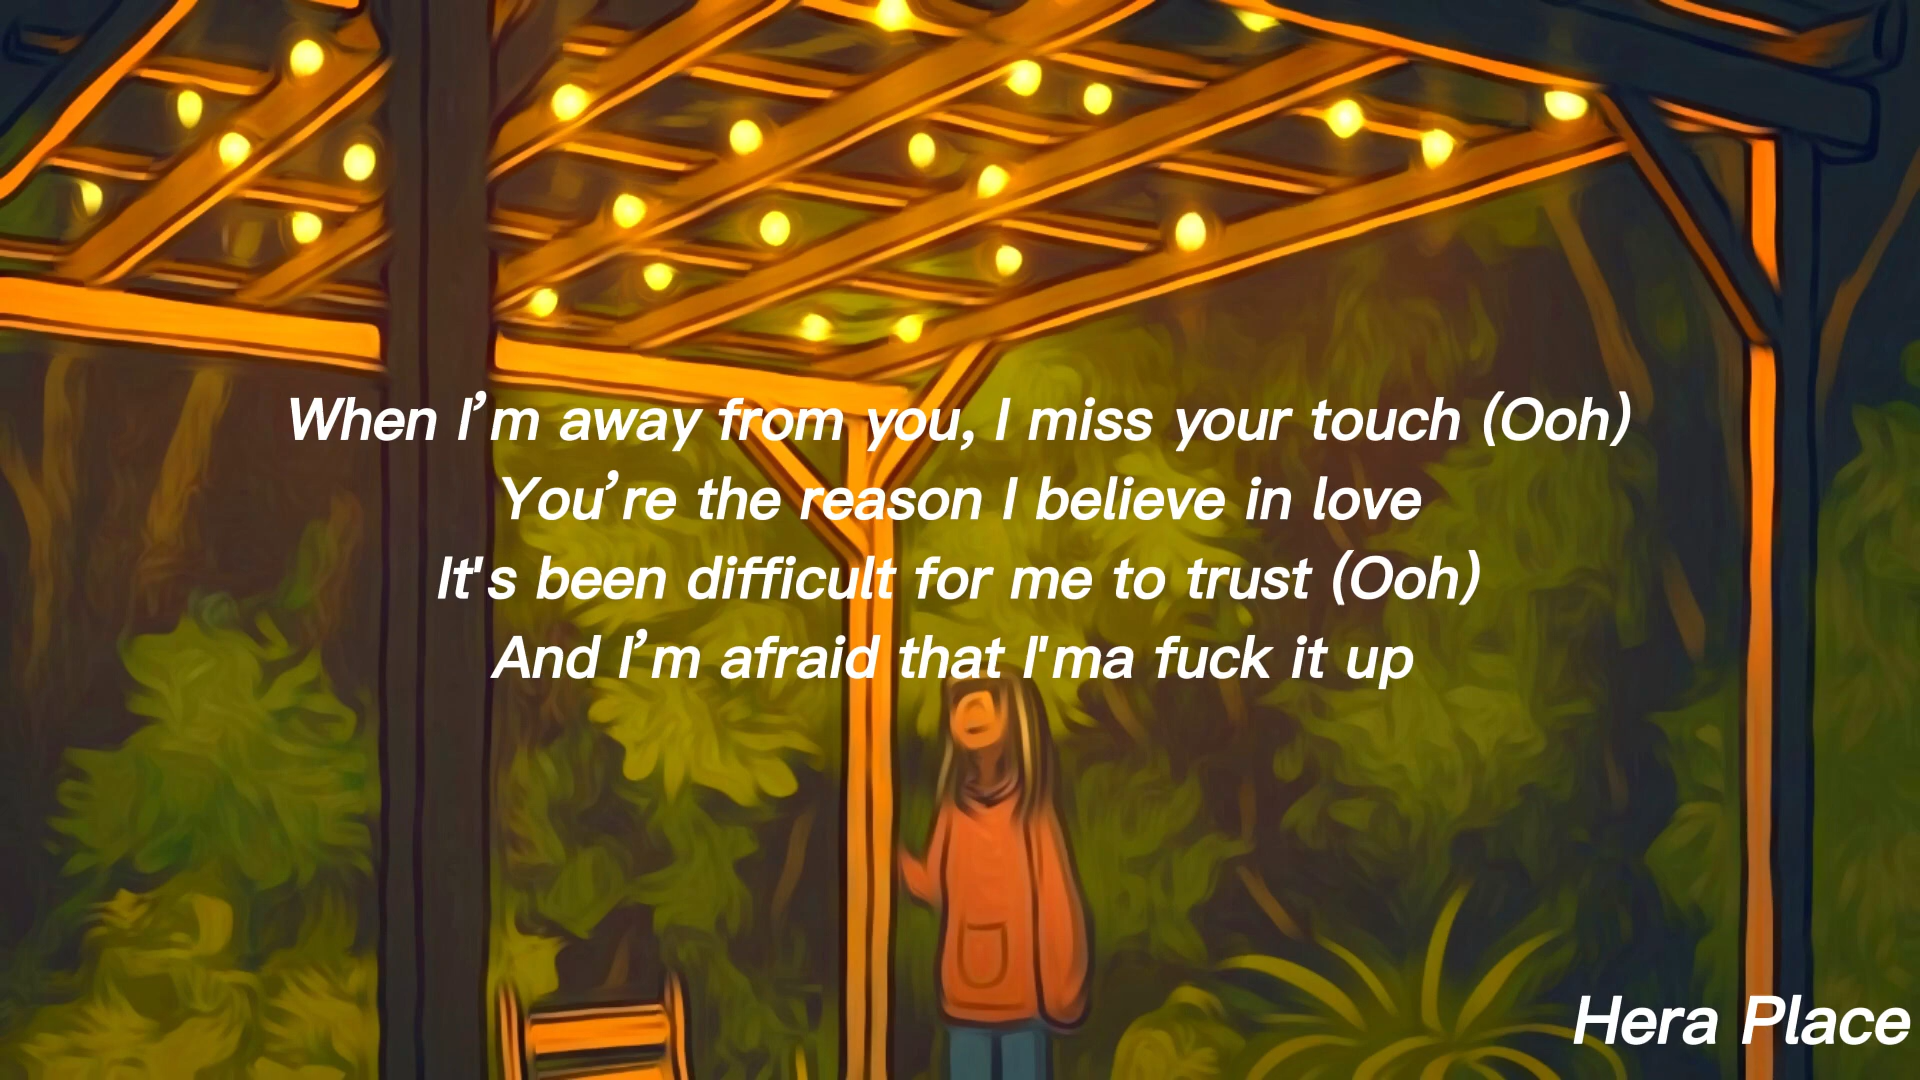 When I’m away from you, I miss your touch (Ooh)
You’re the reason I believe in love
It's been difficult for me to trust (Ooh)
And I’m afraid that I'ma fuck it up
Hera Place